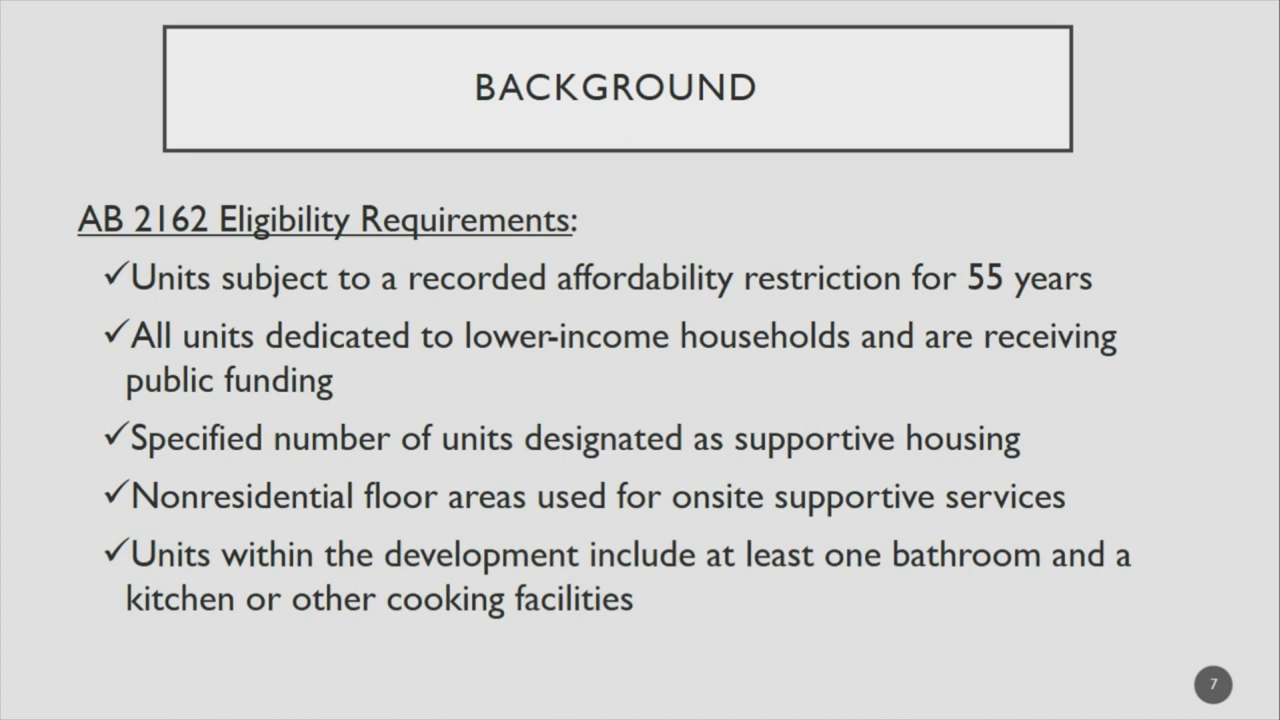 BACKGROUND
AB 2162 Eligibility Requirements:
✓Units subject to a recorded affordability restriction for 55 years
✓All units dedicated to lower-income households and are receiving
public funding
✓Specified number of units designated as supportive housing
✓Nonresidential floor areas used for onsite supportive services
✓Units within the development include at least one bathroom and a
kitchen or other cooking facilities
7